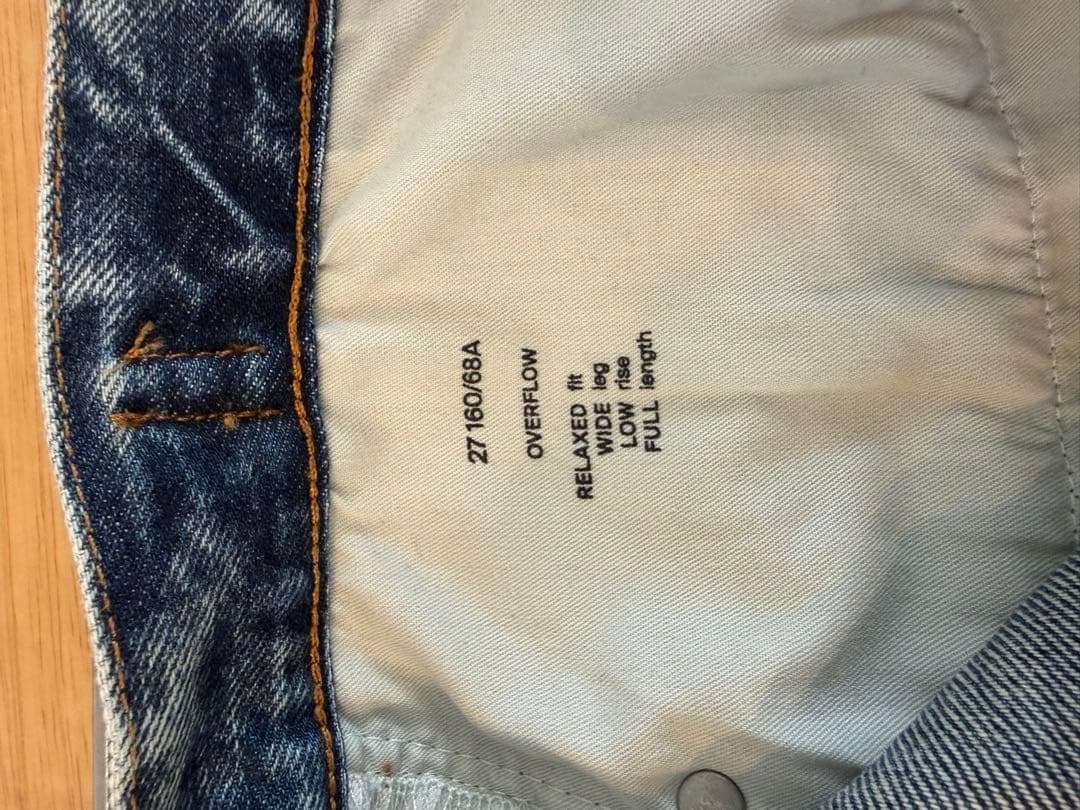 27 160/68A
OVERFLOW
RELAXED fit
WIDE leg
LOW rise
FULL length